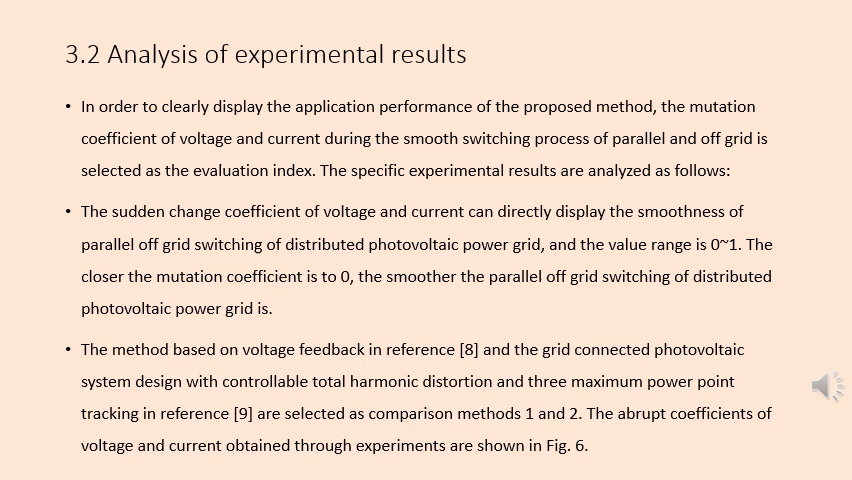 3.2 Analysis of experimental results
• In order to clearly display the application performance of the proposed method, the mutation
coefficient of voltage and current during the smooth switching process of parallel and off grid is
selected as the evaluation index. The specific experimental results are analyzed as follows:
• The sudden change coefficient of voltage and current can directly display the smoothness of
parallel off grid switching of distributed photovoltaic power grid, and the value range is 0~1. The
closer the mutation coefficient is to 0, the smoother the parallel off grid switching of distributed
photovoltaic power grid is.
• The method based on voltage feedback in reference [8] and the grid connected photovoltaic
system design with controllable total harmonic distortion and three maximum power point
tracking in reference [9] are selected as comparison methods 1 and 2. The abrupt coefficients of
voltage and current obtained through experiments are shown in Fig. 6.